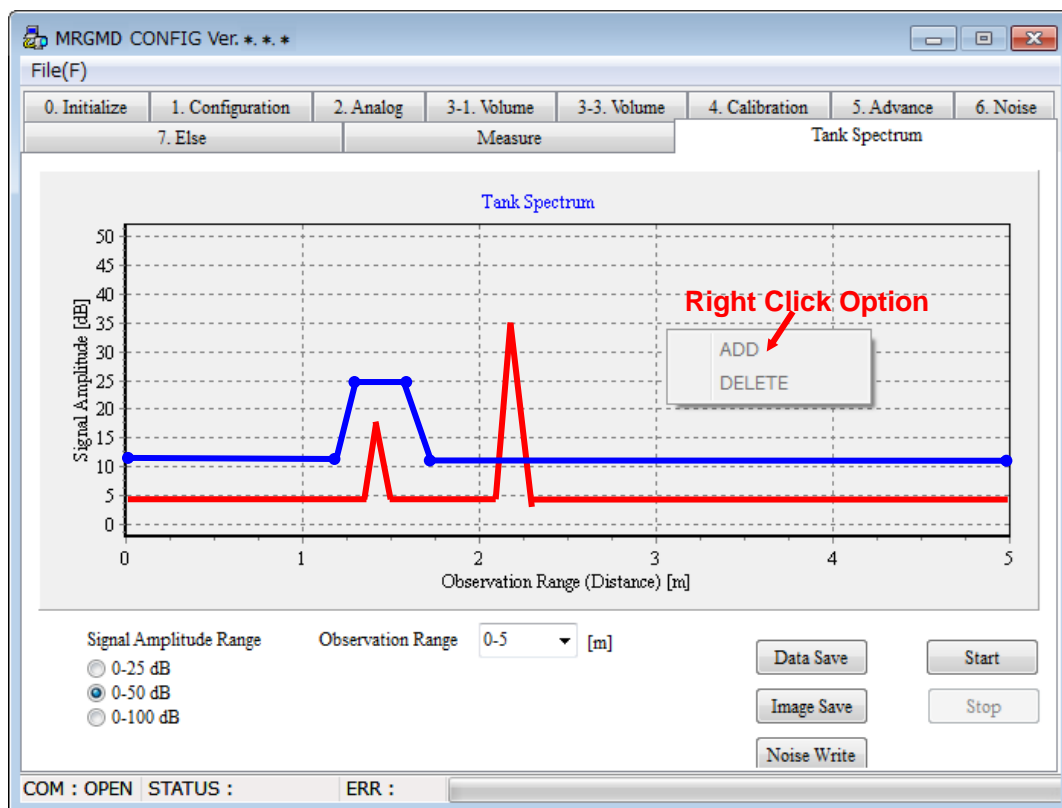 MRGMD CONFIG Ver. *. *. *
File(F)
0. Initialize
1. Configuration
2. Analog
3-1. Volume
3-3. Volume
4. Calibration
5. Advance
6. Noise
7. Else
Measure
Tank Spectrum
Tank Spectrum
Signal Amplitude [dB]
50
45
40
35
30
25
20
15
10
5
0
Right Click Option
ADD
DELETE
0 1 2 3 4 5
Observation Range (Distance) [m]
Signal Amplitude Range
0-25 dB
0-50 dB
0-100 dB
Observation Range 0-5 [m]
Data Save
Start
Image Save
Stop
Noise Write
COM : OPEN STATUS : ERR :